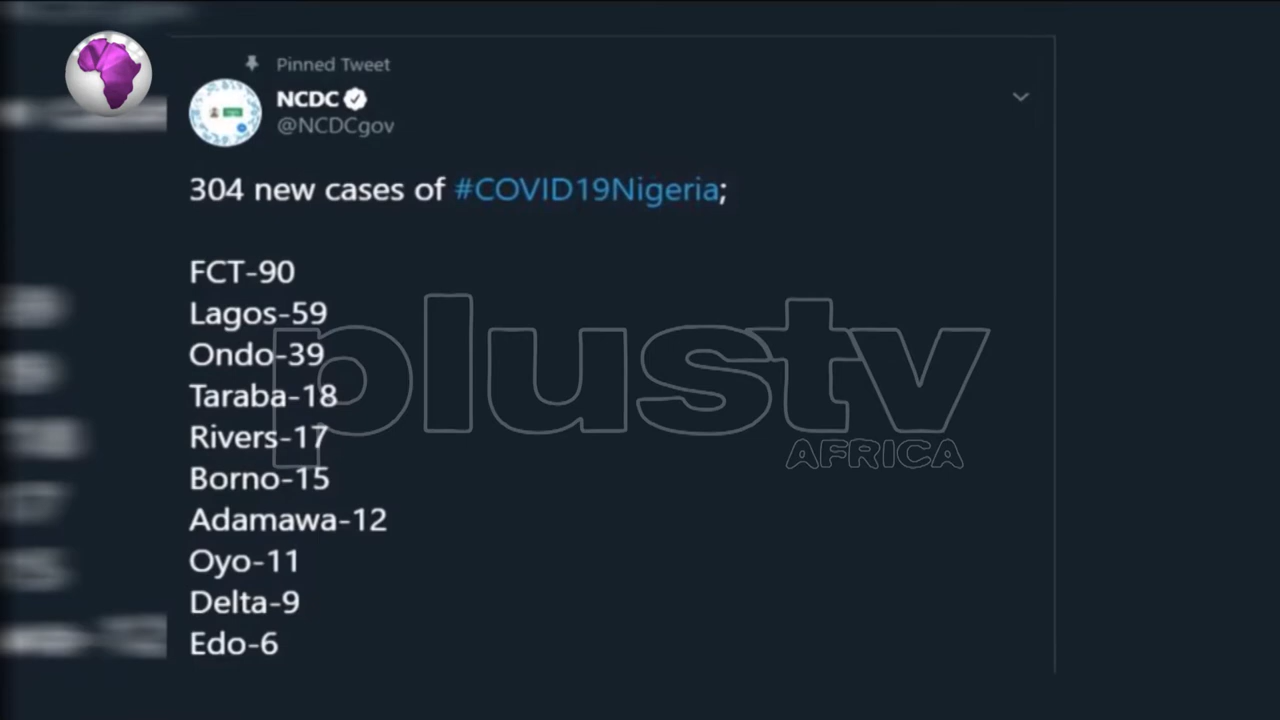 Pinned Tweet
NCDC
@NCDCgov
304 new cases of #COVID19Nigeria;
FCT-90
Lagos-59
Ondo-39
Taraba-18
Rivers-17
Borno-15
Adamawa-12
Oyo-11
Delta-9
Edo-6
plustv
AFRICA